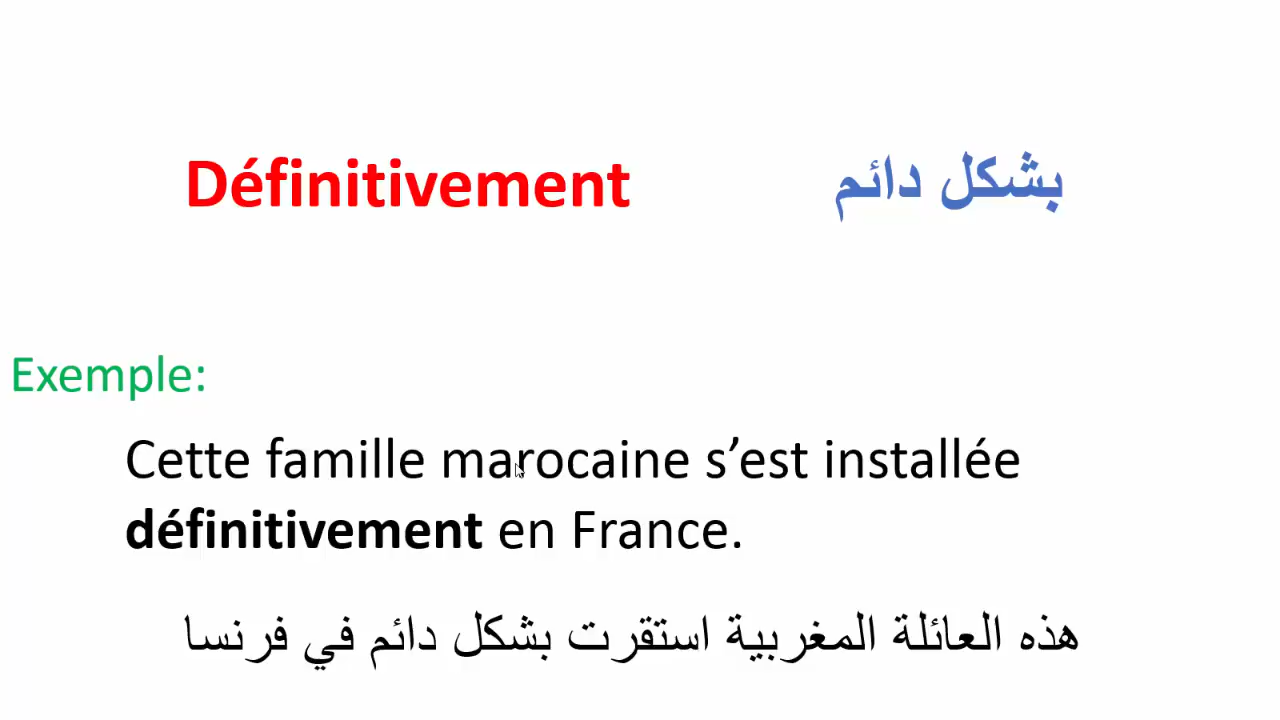 Définitivement
بشكل دائم
Exemple:
Cette famille marocaine s’est installée
définitivement en France.
هذه العائلة المغربية استقرت بشكل دائم في فرنسا